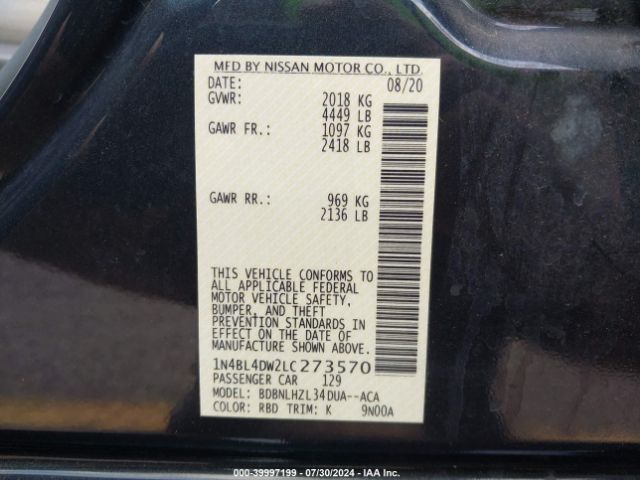 MFD BY NISSAN MOTOR CO., LTD.
DATE: 08/20
GVWR: 2018 KG
4449 LB
GAWR FR.: 1097 KG
2418 LB
GAWR RR.: 969 KG
2136 LB
THIS VEHICLE CONFORMS TO
ALL APPLICABLE FEDERAL
MOTOR VEHICLE SAFETY,
BUMPER, AND THEFT
PREVENTION STANDARDS IN
EFFECT ON THE DATE OF
MANUFACTURE SHOWN ABOVE.
1N4BL4DW2LC273570
PASSENGER CAR 129
MODEL: BDBNLHZL34DUA--ACA
COLOR: RBD TRIM: K 9N00A
000-39997199 / 07/30/2024 - IAA Inc.